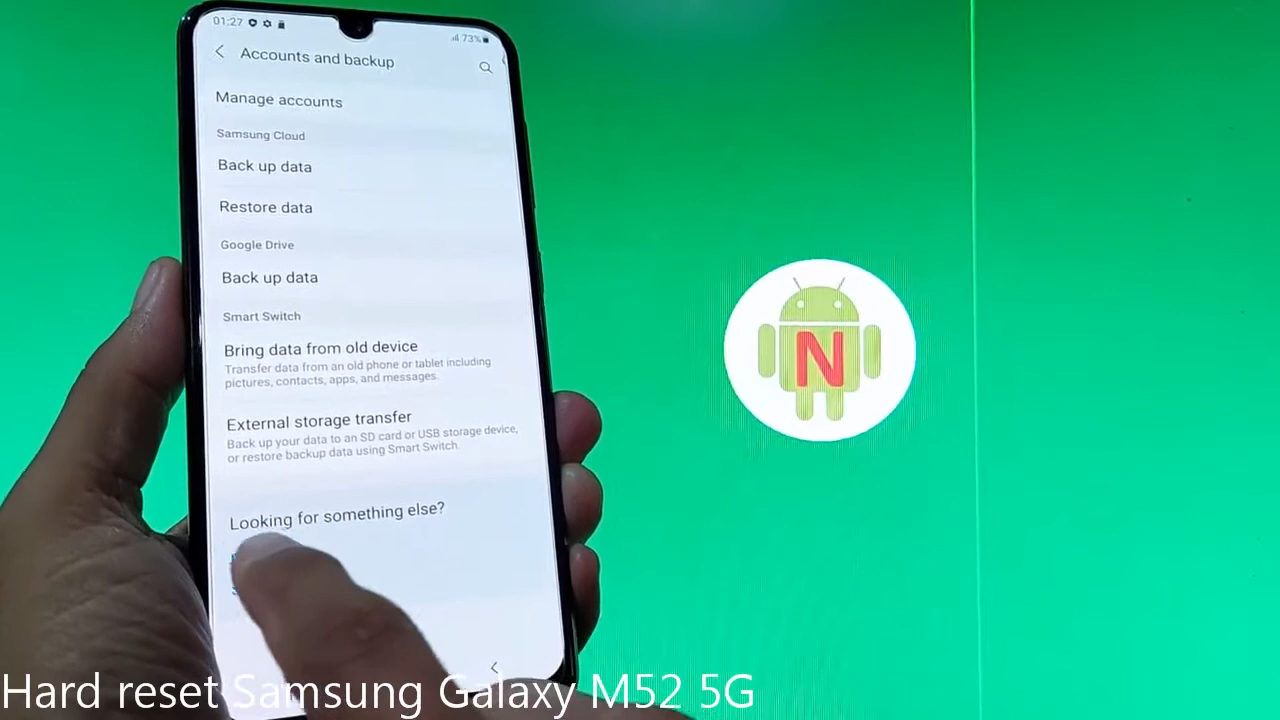 01:27
73%
Accounts and backup
Manage accounts
Samsung Cloud
Back up data
Restore data
Google Drive
Back up data
Smart Switch
Bring data from old device
Transfer data from an old phone or tablet including
pictures, contacts, apps, and messages.
External storage transfer
Back up your data to an SD card or USB storage device,
or restore backup data using Smart Switch.
Looking for something else?
N
Hard reset Samsung Galaxy M52 5G